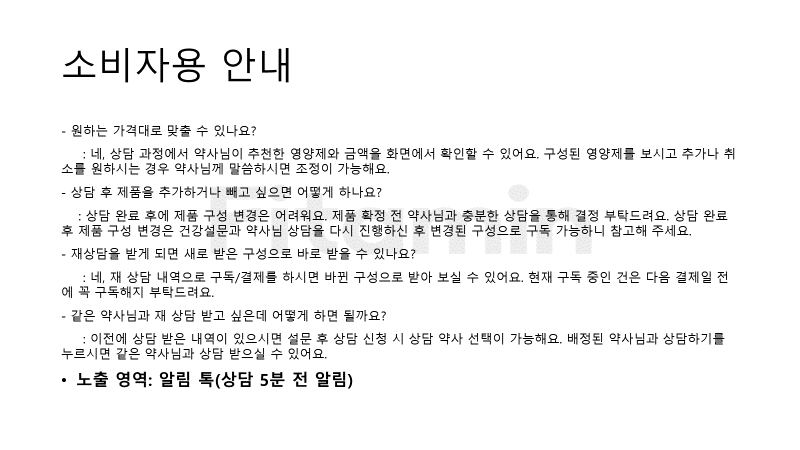 소비자용 안내
- 원하는 가격대로 맞출 수 있나요?
: 네, 상담 과정에서 약사님이 추천한 영양제와 금액을 화면에서 확인할 수 있어요. 구성된 영양제를 보시고 추가나 취
소를 원하시는 경우 약사님께 말씀하시면 조정이 가능해요.
- 상담 후 제품을 추가하거나 빼고 싶으면 어떻게 하나요?
: 상담 완료 후에 제품 구성 변경은 어려워요. 제품 확정 전 약사님과 충분한 상담을 통해 결정 부탁드려요. 상담 완료
후 제품 구성 변경은 건강설문과 약사님 상담을 다시 진행하신 후 변경된 구성으로 구독 가능하니 참고해 주세요.
- 재상담을 받게 되면 새로 받은 구성으로 바로 받을 수 있나요?
: 네, 재 상담 내역으로 구독/결제를 하시면 바뀐 구성으로 받아 보실 수 있어요. 현재 구독 중인 건은 다음 결제일 전
에 꼭 구독해지 부탁드려요.
- 같은 약사님과 재 상담 받고 싶은데 어떻게 하면 될까요?
: 이전에 상담 받은 내역이 있으시면 설문 후 상담 신청 시 상담 약사 선택이 가능해요. 배정된 약사님과 상담하기를
누르시면 같은 약사님과 상담 받으실 수 있어요.
• 노출 영역: 알림 톡(상담 5분 전 알림)
Fitamin